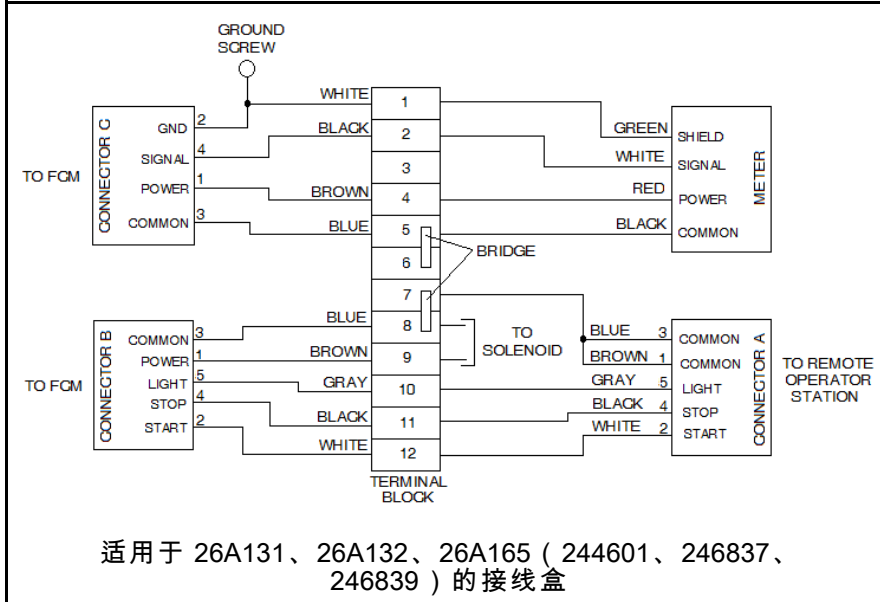 GROUND
SCREW
WHITE
1
CONNECTOR C
GND 2
BLACK
2
GREEN
SHIELD
SIGNAL 4
WHITE
SIGNAL
3
TO FCM
POWER 1
BROWN
4
RED
POWER
METER
COMMON 3
BLUE
5
BLACK
COMMON
BRIDGE
6
7
BLUE
8
TO
SOLENOID
BLUE 3
COMMON
CONNECTOR B
COMMON 3
BROWN
9
BROWN 1
COMMON
CONNECTOR A
TO REMOTE
OPERATOR
STATION
POWER 1
TO FCM
LIGHT 5
GRAY
10
GRAY 5
LIGHT
STOP 4
BLACK
11
BLACK 4
STOP
START 2
WHITE
12
WHITE 2
START
TERMINAL
BLOCK
适用于 26A131、26A132、26A165（244601、246837、
246839）的接线盒